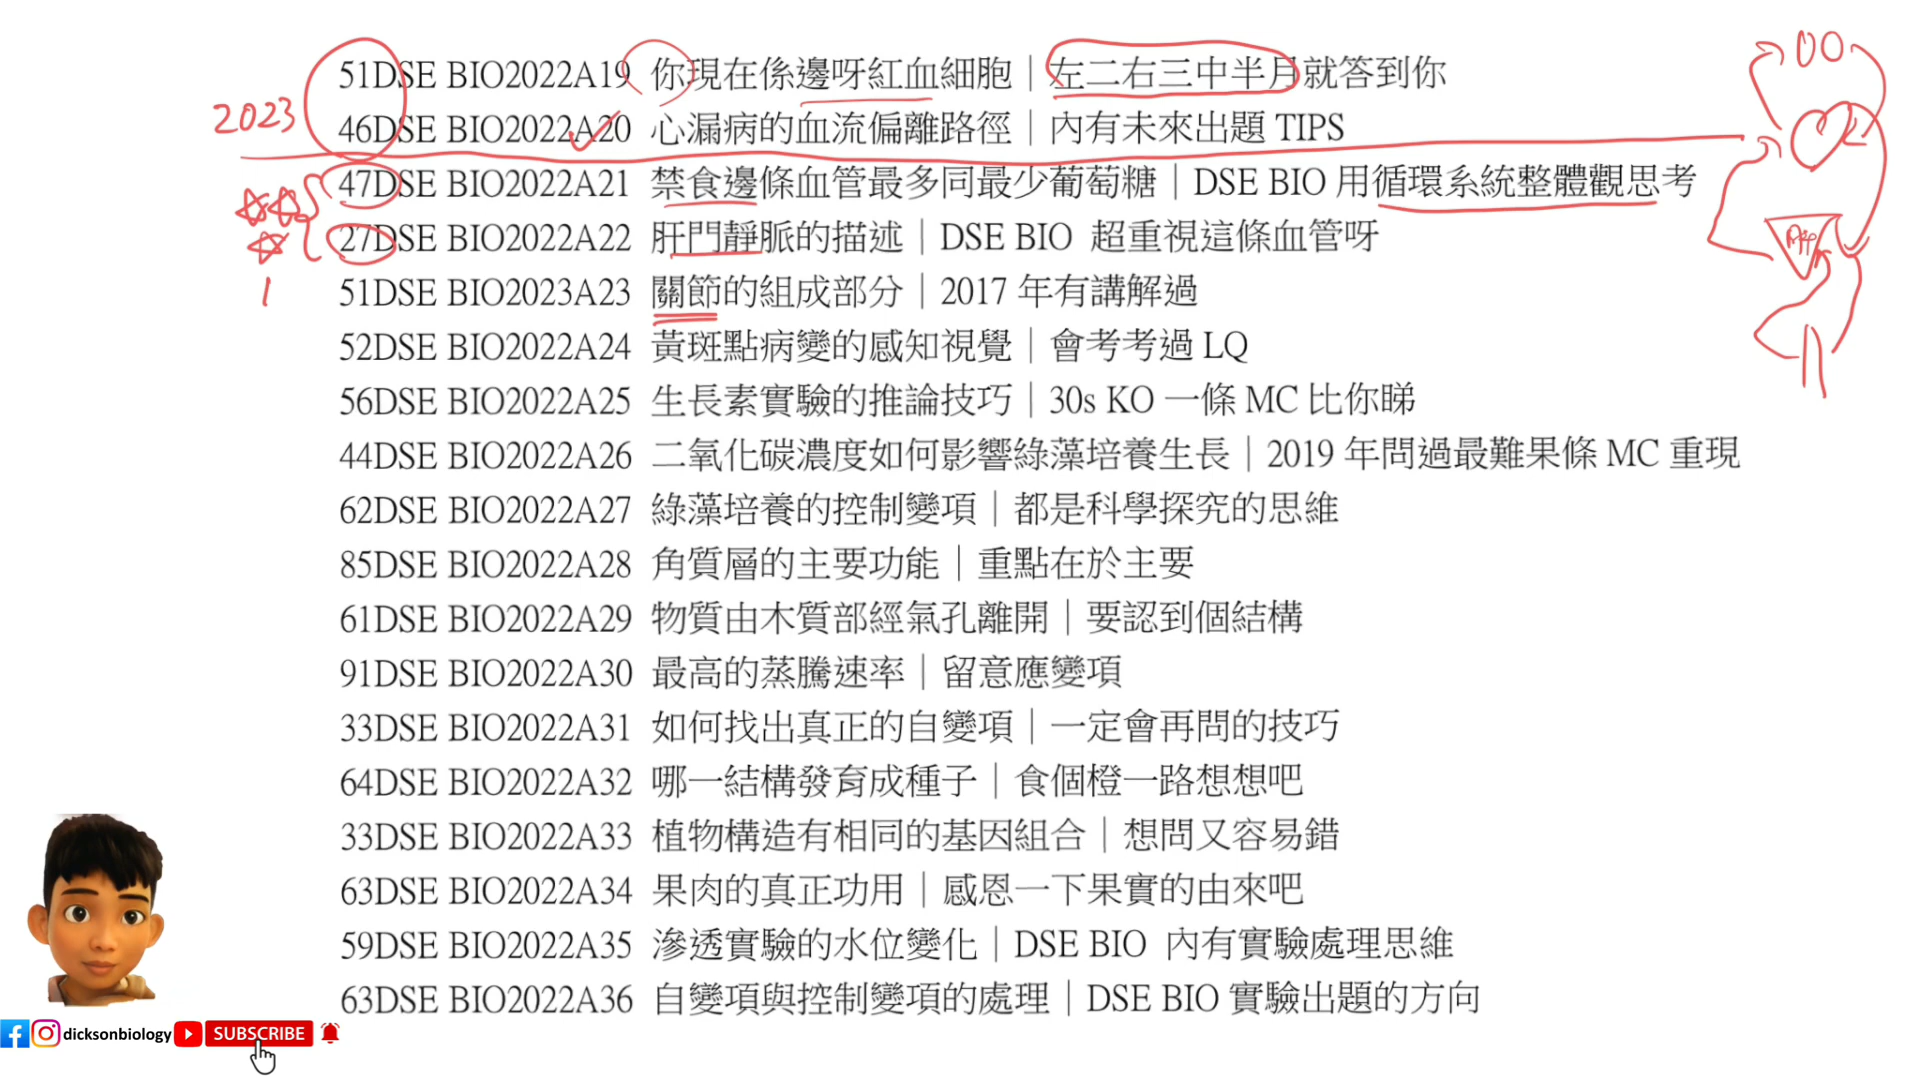 51DSE BIO2022A19 你現在係邊呀紅血細胞｜左二右三中半月就答到你
2023
46DSE BIO2022A20 心漏病的血流偏離路徑｜內有未來出題 TIPS
47DSE BIO2022A21 禁食邊條血管最多同最少葡萄糖｜DSE BIO 用循環系統整體觀思考
27DSE BIO2022A22 肝門靜脈的描述｜DSE BIO 超重視這條血管呀
51DSE BIO2023A23 關節的組成部分｜2017 年有講解過
52DSE BIO2022A24 黃斑點病變的感知視覺｜會考考過 LQ
56DSE BIO2022A25 生長素實驗的推論技巧｜30s KO 一條 MC 比你睇
44DSE BIO2022A26 二氧化碳濃度如何影響綠藻培養生長｜2019 年問過最難果條 MC 重現
62DSE BIO2022A27 綠藻培養的控制變項｜都是科學探究的思維
85DSE BIO2022A28 角質層的主要功能｜重點在於主要
61DSE BIO2022A29 物質由木質部經氣孔離開｜要認到個結構
91DSE BIO2022A30 最高的蒸騰速率｜留意應變項
33DSE BIO2022A31 如何找出真正的自變項｜一定會再問的技巧
64DSE BIO2022A32 哪一結構發育成種子｜食個橙一路想想吧
33DSE BIO2022A33 植物構造有相同的基因組合｜想問又容易錯
63DSE BIO2022A34 果肉的真正功用｜感恩一下果實的由來吧
59DSE BIO2022A35 滲透實驗的水位變化｜DSE BIO 內有實驗處理思維
63DSE BIO2022A36 自變項與控制變項的處理｜DSE BIO 實驗出題的方向
dicksonbiology SUBSCRIBE